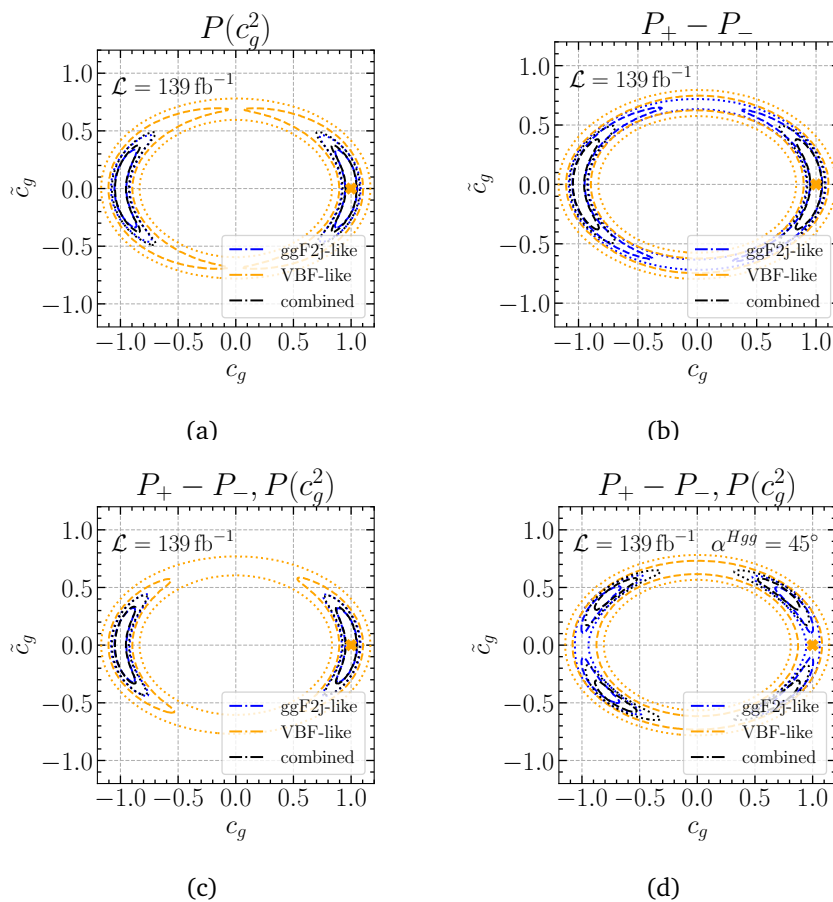 P(c_g^2)
1.0
0.5
0.0
−0.5
−1.0
c̃_g
ℒ = 139 fb⁻¹
ggF2j-like
VBF-like
combined
−1.0 −0.5 0.0 0.5 1.0
c_g
(a)
P_+ − P_−
1.0
0.5
0.0
−0.5
−1.0
c̃_g
ℒ = 139 fb⁻¹
ggF2j-like
VBF-like
combined
−1.0 −0.5 0.0 0.5 1.0
c_g
(b)
P_+ − P_−, P(c_g^2)
1.0
0.5
0.0
−0.5
−1.0
c̃_g
ℒ = 139 fb⁻¹
ggF2j-like
VBF-like
combined
−1.0 −0.5 0.0 0.5 1.0
c_g
(c)
P_+ − P_−, P(c_g^2)
1.0
0.5
0.0
−0.5
−1.0
c̃_g
ℒ = 139 fb⁻¹ α^{Hgg} = 45°
ggF2j-like
VBF-like
combined
−1.0 −0.5 0.0 0.5 1.0
c_g
(d)